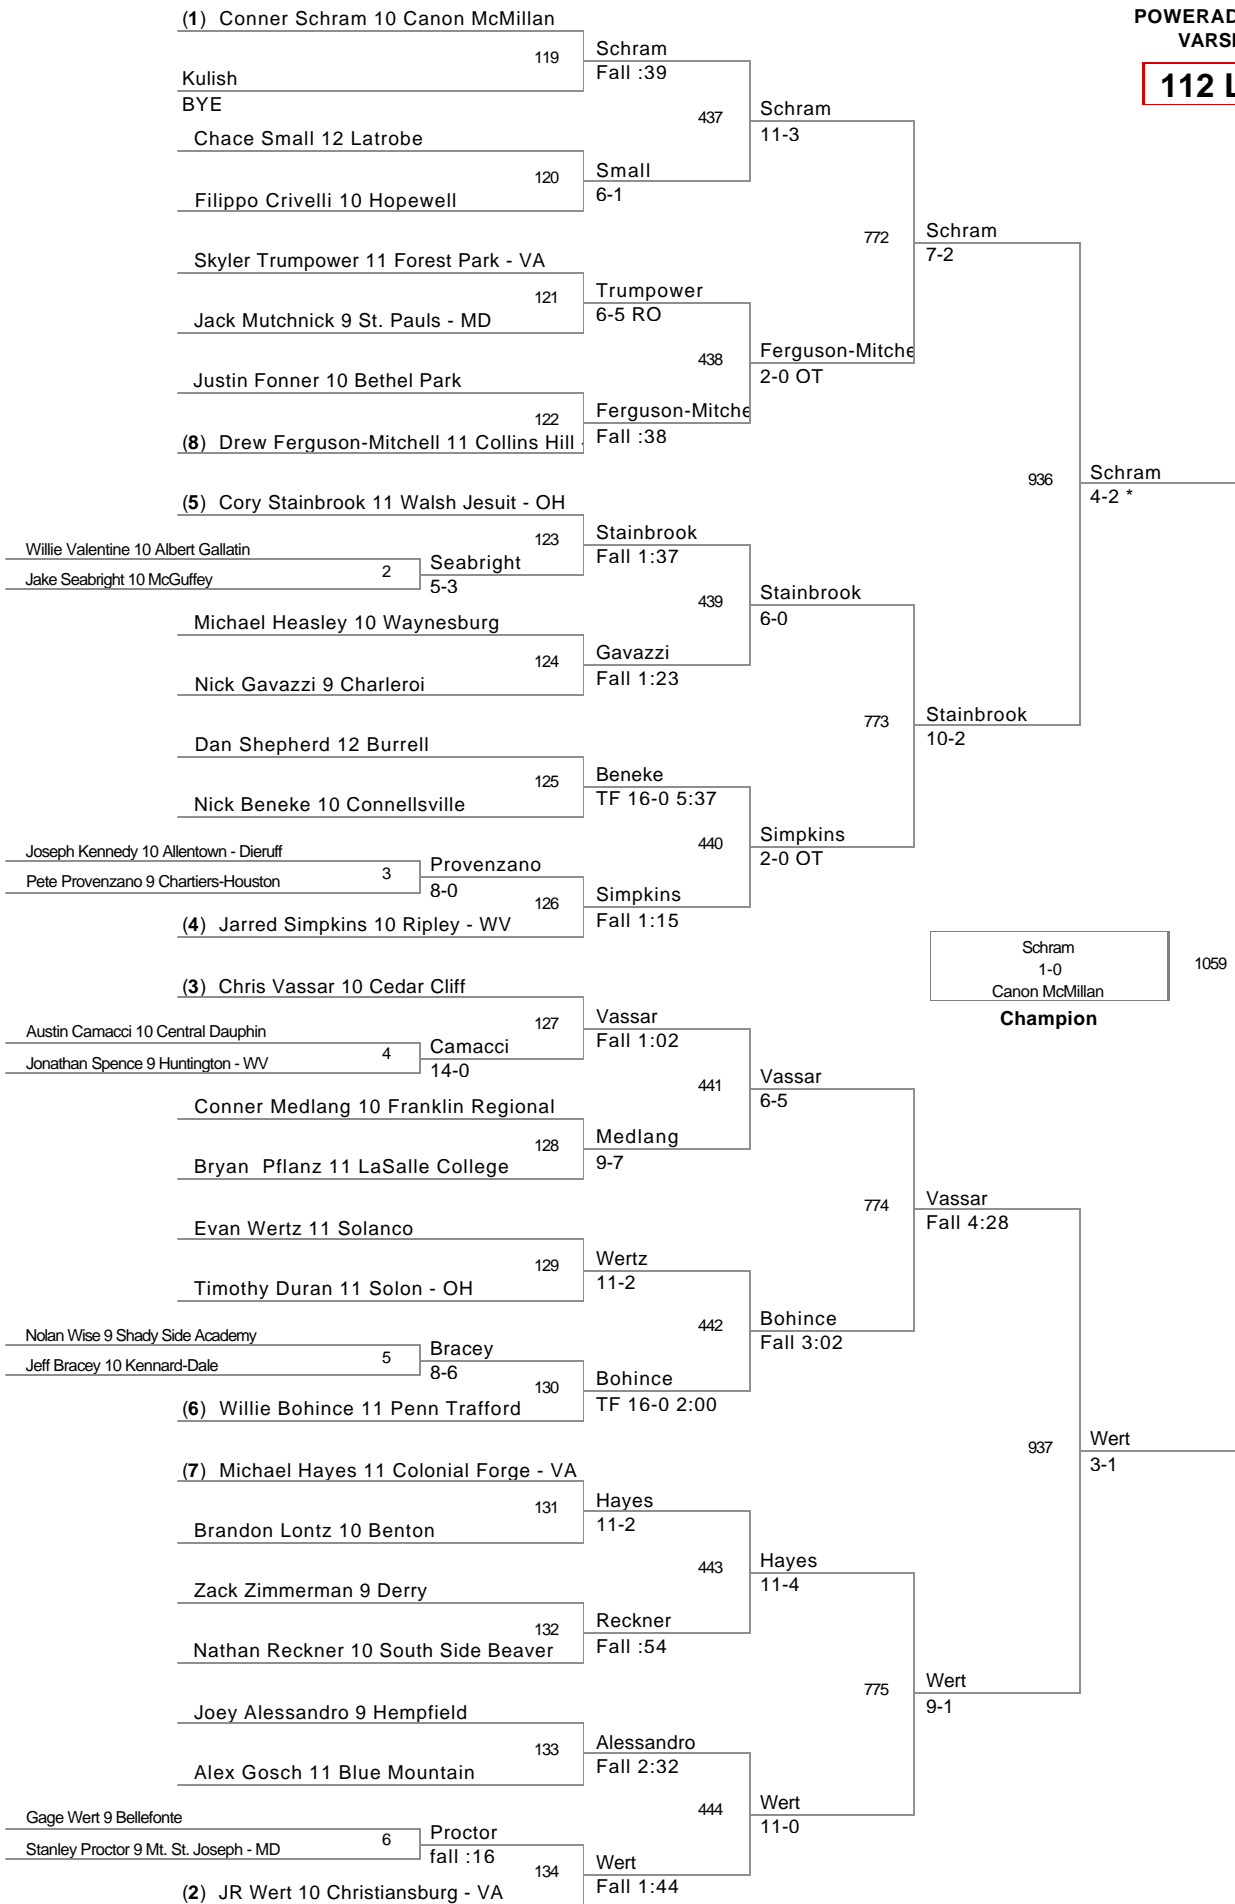 POWERAD
VARSI
112 L
(1) Conner Schram 10 Canon McMillan
119
Schram
Fall :39
Kulish
BYE
437
Schram
11-3
Chace Small 12 Latrobe
120
Small
6-1
Filippo Crivelli 10 Hopewell
772
Schram
7-2
Skyler Trumpower 11 Forest Park - VA
121
Trumpower
6-5 RO
Jack Mutchnick 9 St. Pauls - MD
438
Ferguson-Mitche
2-0 OT
Justin Fonner 10 Bethel Park
122
Ferguson-Mitche
Fall :38
(8) Drew Ferguson-Mitchell 11 Collins Hill -
936
Schram
4-2 *
(5) Cory Stainbrook 11 Walsh Jesuit - OH
123
Stainbrook
Fall 1:37
Willie Valentine 10 Albert Gallatin
2
Seabright
5-3
Jake Seabright 10 McGuffey
439
Stainbrook
6-0
Michael Heasley 10 Waynesburg
124
Gavazzi
Fall 1:23
Nick Gavazzi 9 Charleroi
773
Stainbrook
10-2
Dan Shepherd 12 Burrell
125
Beneke
TF 16-0 5:37
Nick Beneke 10 Connellsville
440
Simpkins
2-0 OT
Joseph Kennedy 10 Allentown - Dieruff
3
Provenzano
8-0
Pete Provenzano 9 Chartiers-Houston
126
Simpkins
Fall 1:15
(4) Jarred Simpkins 10 Ripley - WV
Schram
1-0
Canon McMillan
1059
Champion
(3) Chris Vassar 10 Cedar Cliff
127
Vassar
Fall 1:02
Austin Camacci 10 Central Dauphin
4
Camacci
14-0
Jonathan Spence 9 Huntington - WV
441
Vassar
6-5
Conner Medlang 10 Franklin Regional
128
Medlang
9-7
Bryan Pflanz 11 LaSalle College
774
Vassar
Fall 4:28
Evan Wertz 11 Solanco
129
Wertz
11-2
Timothy Duran 11 Solon - OH
442
Bohince
Fall 3:02
Nolan Wise 9 Shady Side Academy
5
Bracey
8-6
Jeff Bracey 10 Kennard-Dale
130
Bohince
TF 16-0 2:00
(6) Willie Bohince 11 Penn Trafford
937
Wert
3-1
(7) Michael Hayes 11 Colonial Forge - VA
131
Hayes
11-2
Brandon Lontz 10 Benton
443
Hayes
11-4
Zack Zimmerman 9 Derry
132
Reckner
Fall :54
Nathan Reckner 10 South Side Beaver
775
Wert
9-1
Joey Alessandro 9 Hempfield
133
Alessandro
Fall 2:32
Alex Gosch 11 Blue Mountain
444
Wert
11-0
Gage Wert 9 Bellefonte
6
Proctor
fall :16
Stanley Proctor 9 Mt. St. Joseph - MD
134
Wert
Fall 1:44
(2) JR Wert 10 Christiansburg - VA